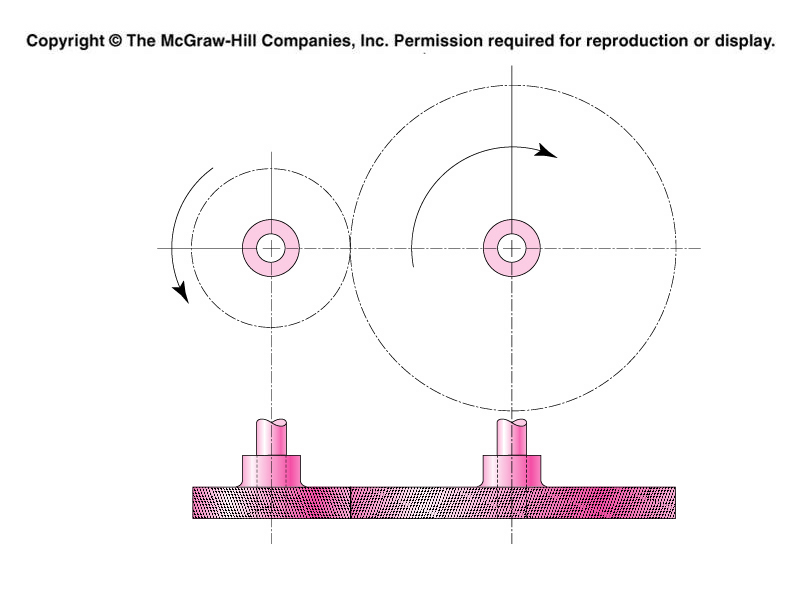 Copyright © The McGraw-Hill Companies, Inc. Permission required for reproduction or display.